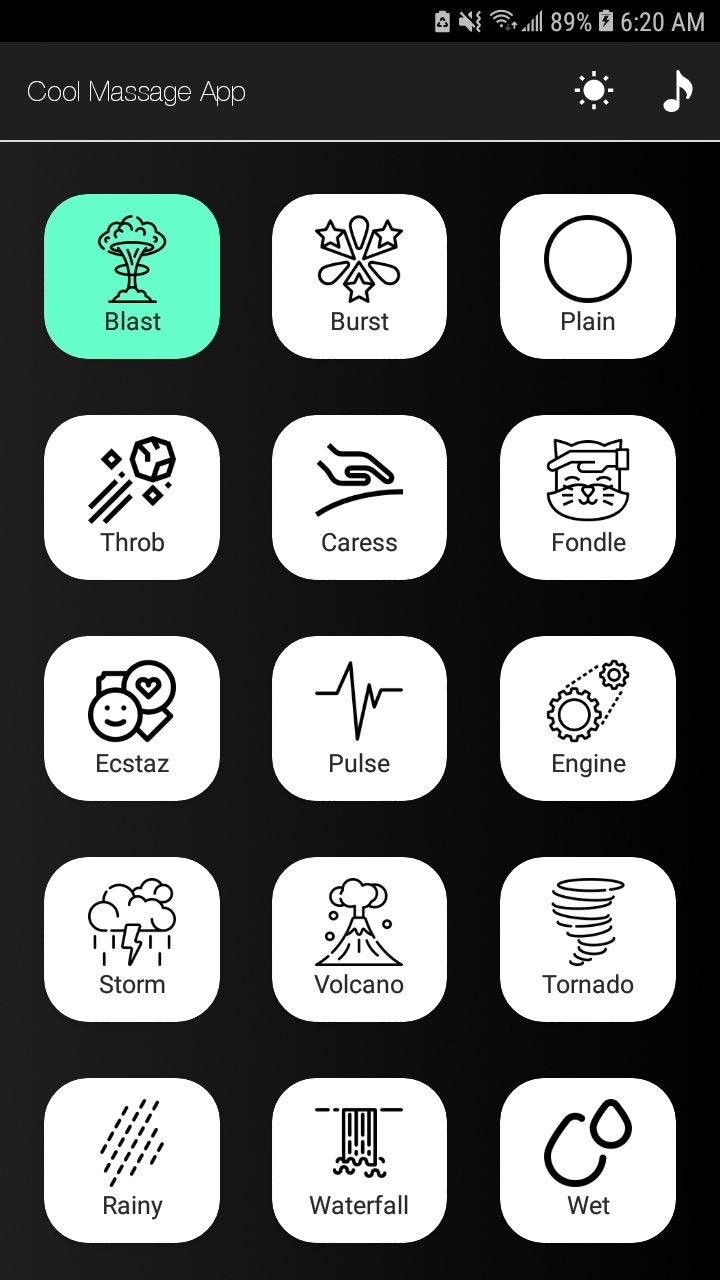 89% 6:20 AM
Cool Massage App
Blast Burst Plain
Throb Caress Fondle
Ecstaz Pulse Engine
Storm Volcano Tornado
Rainy Waterfall Wet